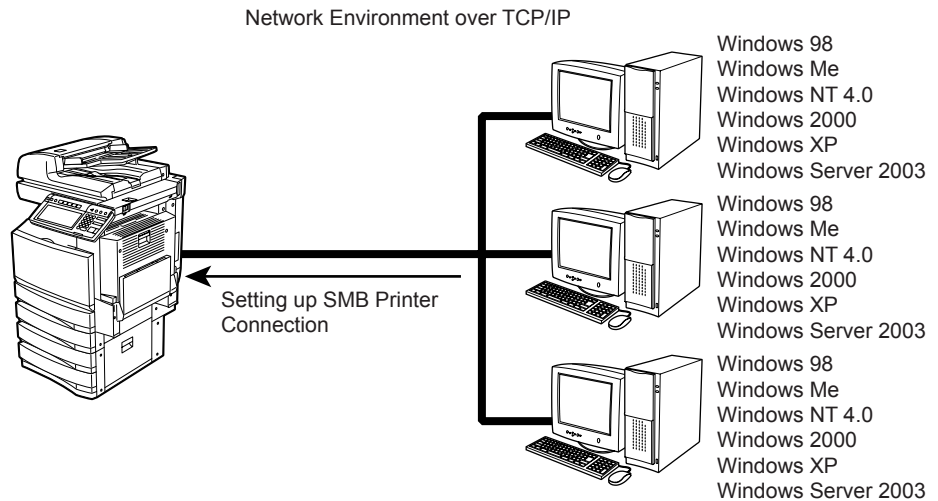 Network Environment over TCP/IP
Windows 98
Windows Me
Windows NT 4.0
Windows 2000
Windows XP
Windows Server 2003
Windows 98
Windows Me
Windows NT 4.0
Windows 2000
Windows XP
Windows Server 2003
Setting up SMB Printer
Connection
Windows 98
Windows Me
Windows NT 4.0
Windows 2000
Windows XP
Windows Server 2003